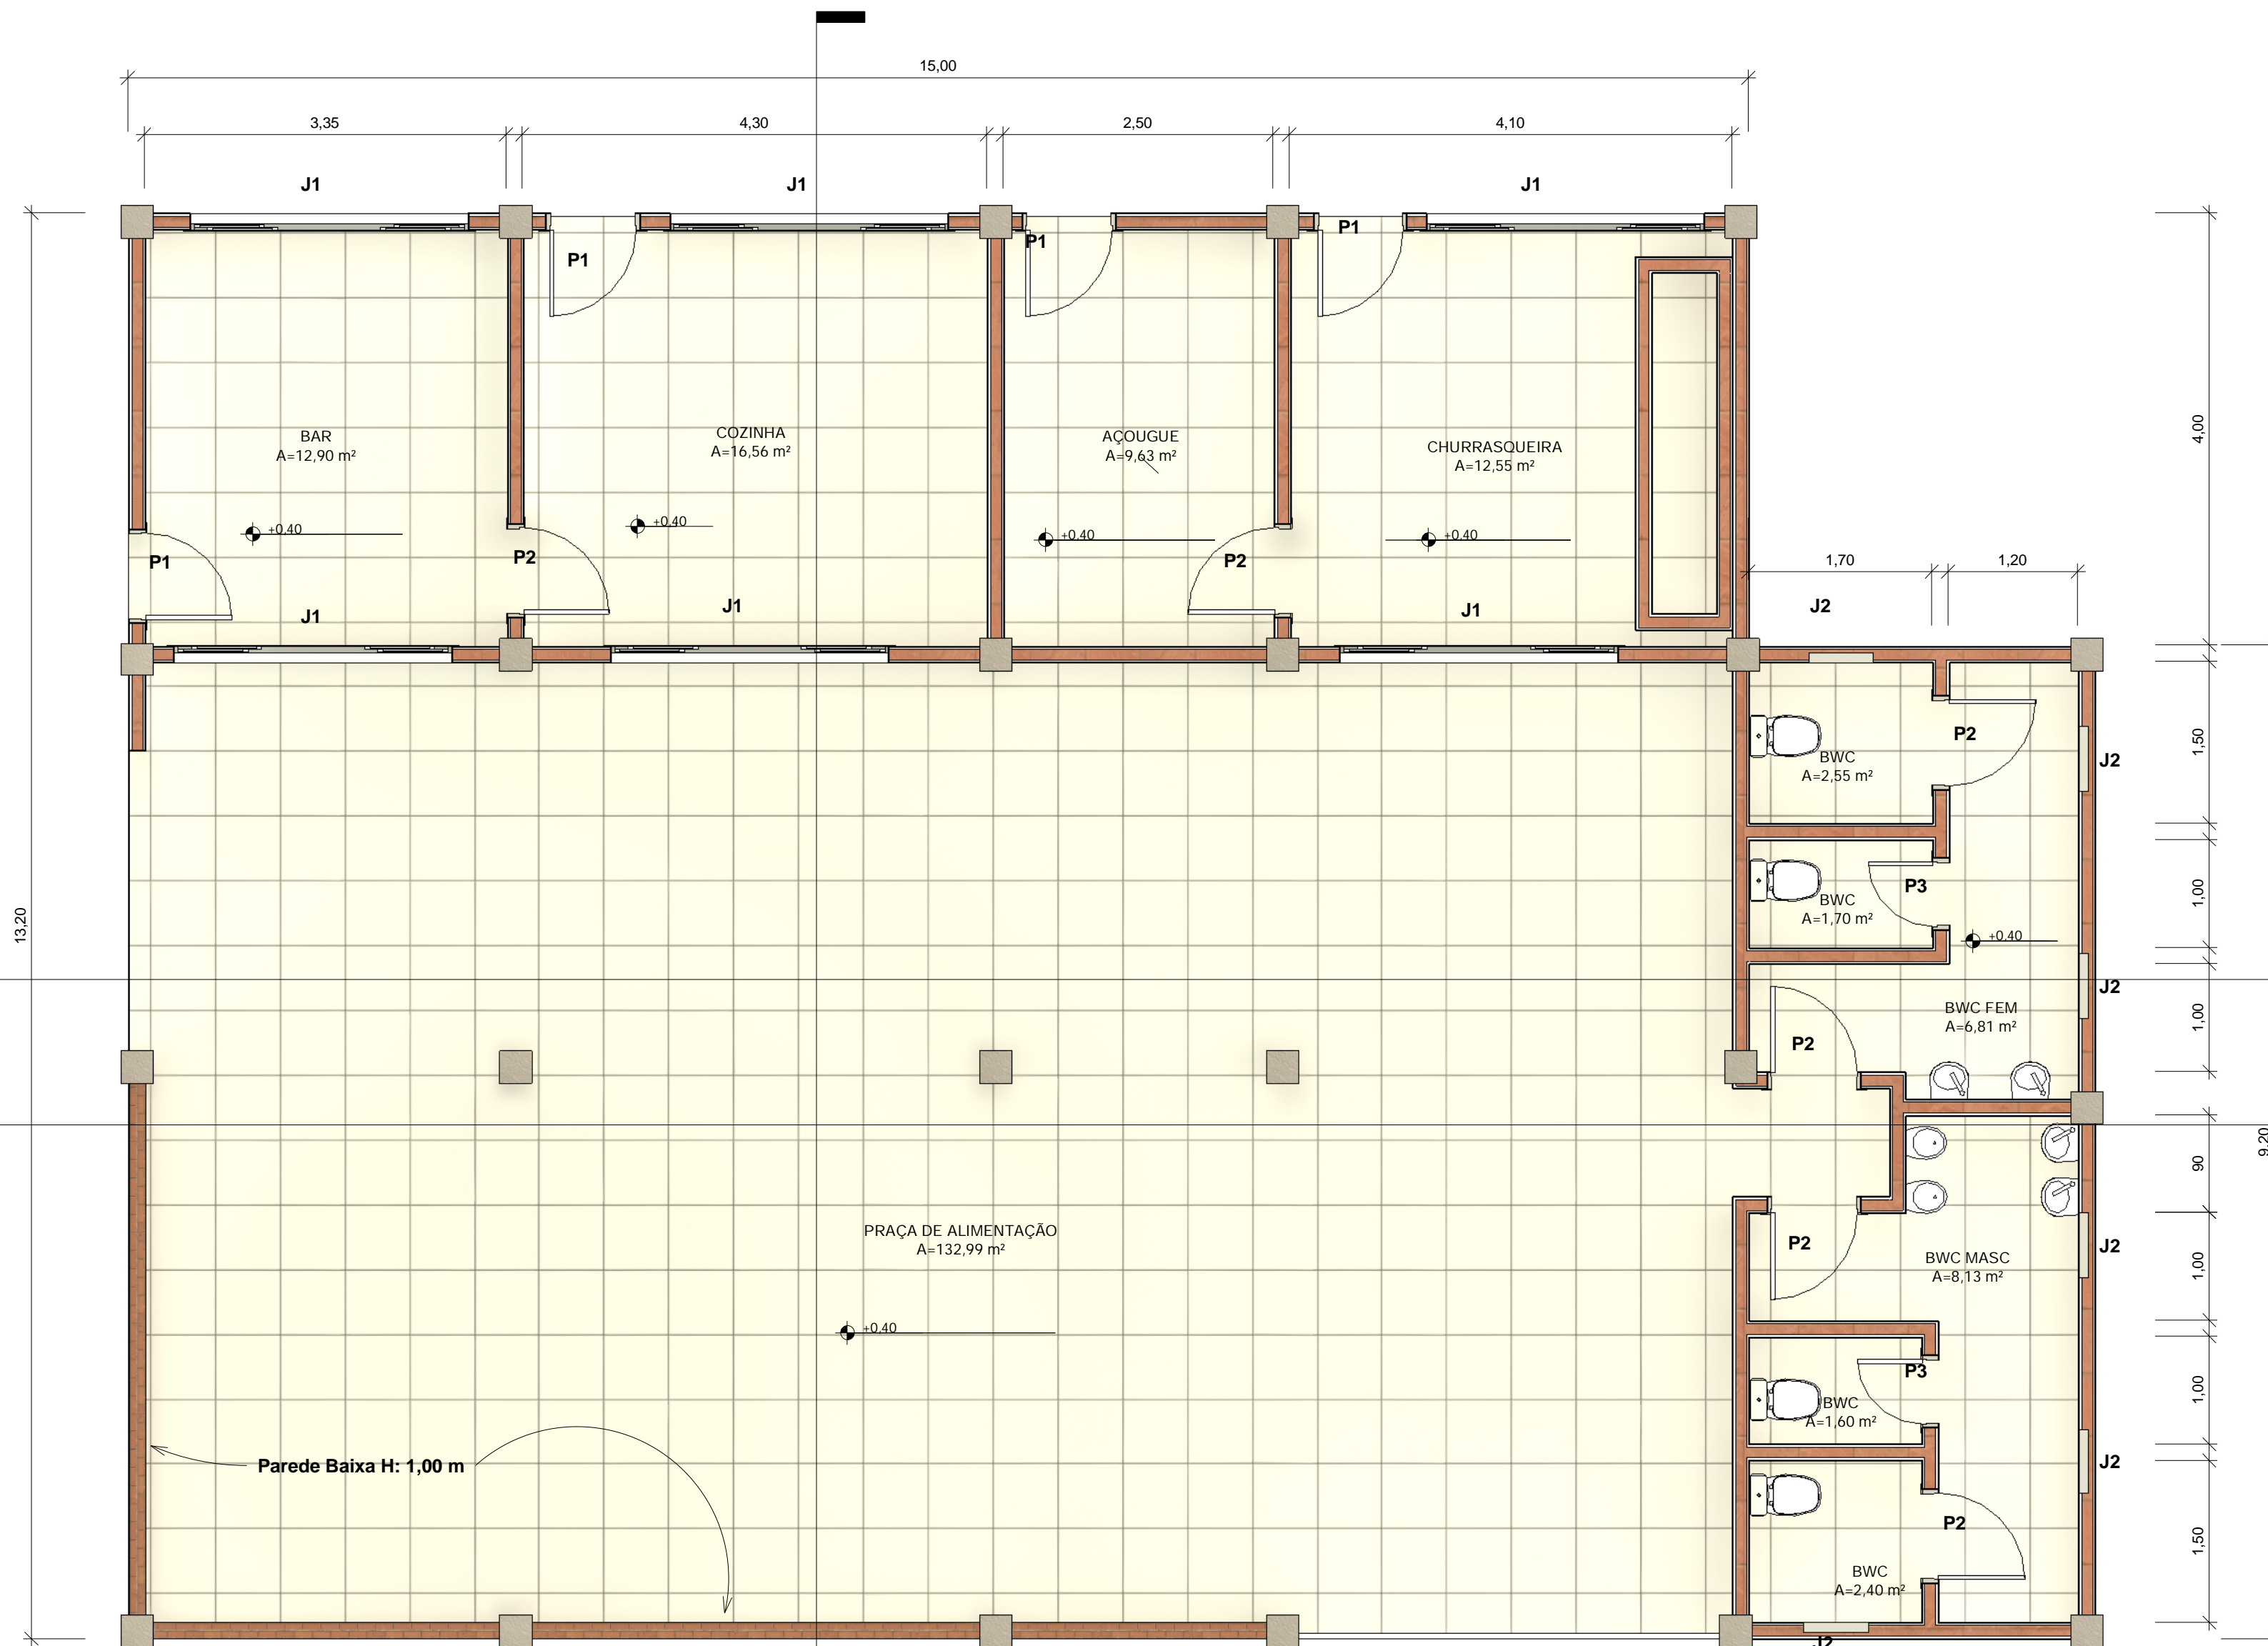 15,00
3,35
4,30
2,50
4,10
J1
J1
J1
P1
P1
P1
BAR
A=12,90 m²
COZINHA
A=16,56 m²
AÇOUGUE
A=9,63 m²
CHURRASQUEIRA
A=12,55 m²
4,00
+0,40
+0,40
+0,40
+0,40
P1
P2
P2
1,70
1,20
J1
J1
J1
J2
P2
1,50
BWC
A=2,55 m²
J2
P3
1,00
BWC
A=1,70 m²
13,20
+0,40
J2
BWC FEM
A=6,81 m²
1,00
P2
9,20
90
PRAÇA DE ALIMENTAÇÃO
A=132,99 m²
P2
J2
BWC MASC
A=8,13 m²
1,00
+0,40
P3
1,00
BWC
A=1,60 m²
Parede Baixa H: 1,00 m
J2
P2
1,50
BWC
A=2,40 m²
J2